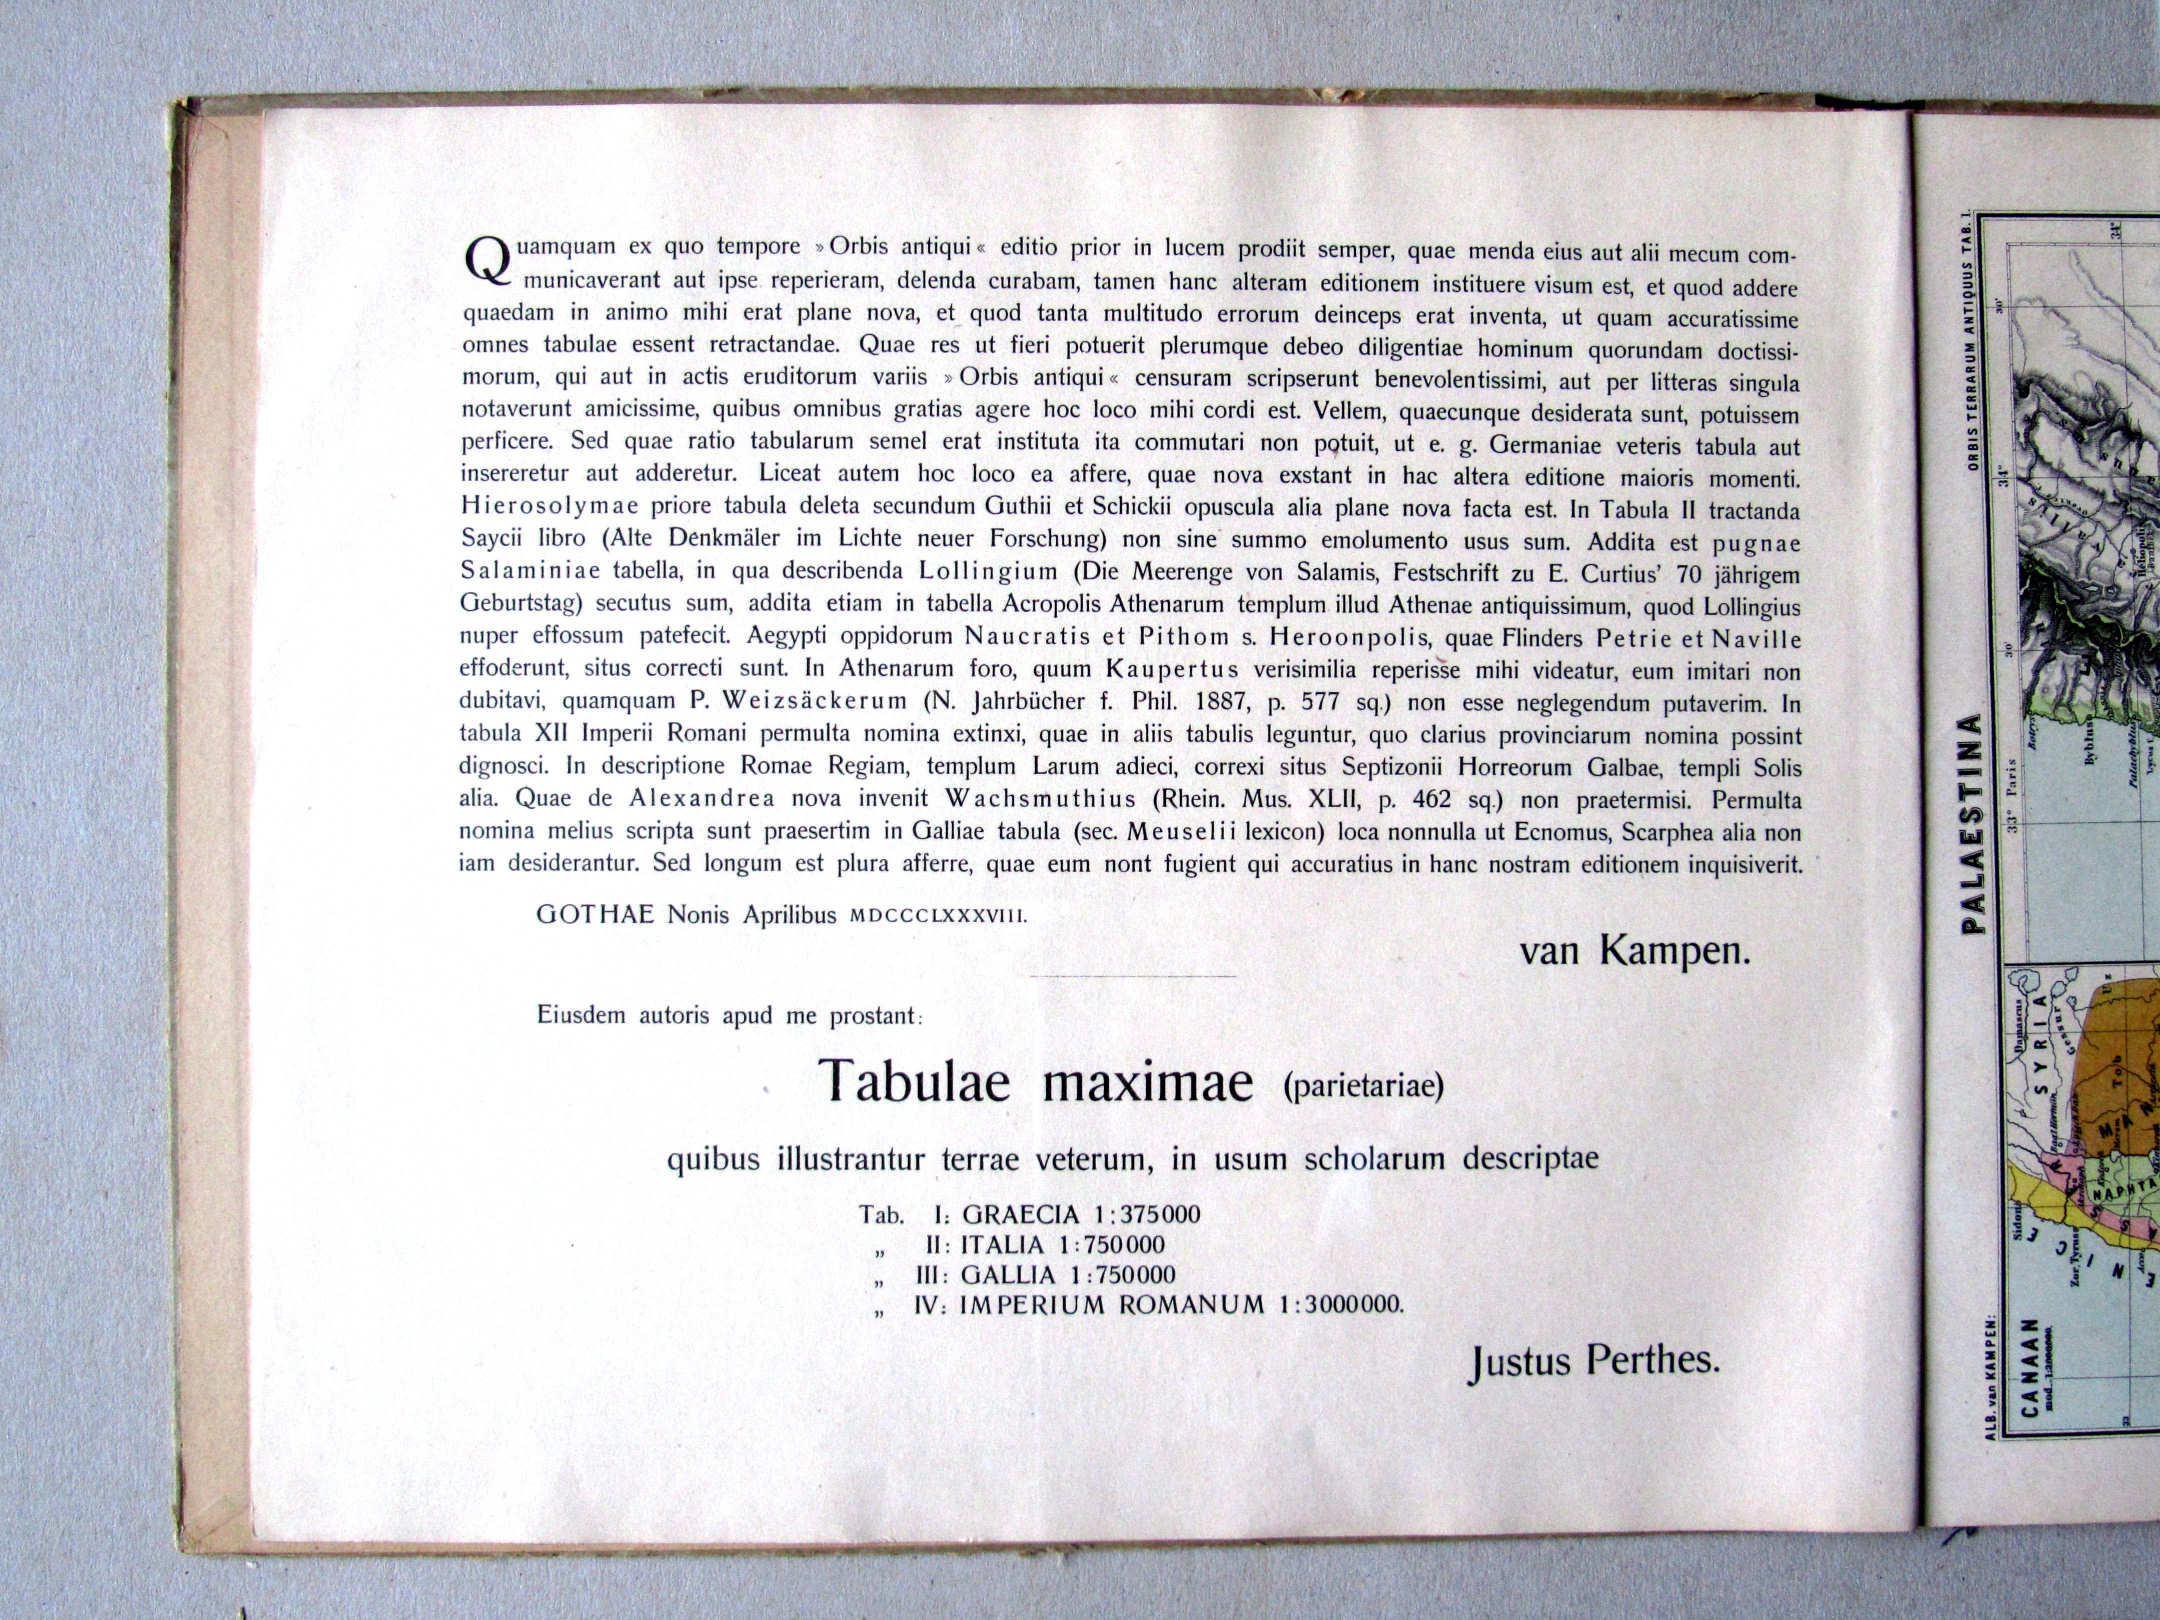 Quamquam ex quo tempore »Orbis antiqui« editio prior in lucem prodiit semper, quae menda eius aut alii mecum com-
municaverant aut ipse reperieram, delenda curabam, tamen hanc alteram editionem instituere visum est, et quod addere
quaedam in animo mihi erat plane nova, et quod tanta multitudo errorum deinceps erat inventa, ut quam accuratissime
omnes tabulae essent retractandae. Quae res ut fieri potuerit plerumque debeo diligentiae hominum quorundam doctissi-
morum, qui aut in actis eruditorum variis »Orbis antiqui« censuram scripserunt benevolentissimi, aut per litteras singula
notaverunt amicissime, quibus omnibus gratias agere hoc loco mihi cordi est. Vellem, quaecunque desiderata sunt, potuissem
perficere. Sed quae ratio tabularum semel erat instituta ita commutari non potuit, ut e. g. Germaniae veteris tabula aut
insereretur aut adderetur. Liceat autem hoc loco ea affere, quae nova exstant in hac altera editione maioris momenti.
Hierosolymae priore tabula deleta secundum Guthii et Schickii opuscula alia plane nova facta est. In Tabula II tractanda
Saycii libro (Alte Denkmäler im Lichte neuer Forschung) non sine summo emolumento usus sum. Addita est pugnae
Salaminiae tabella, in qua describenda Lollingium (Die Meerenge von Salamis, Festschrift zu E. Curtius' 70 jährigem
Geburtstag) secutus sum, addita etiam in tabella Acropolis Athenarum templum illud Athenae antiquissimum, quod Lollingius
nuper effossum patefecit. Aegypti oppidorum Naucratis et Pithom s. Heroonpolis, quae Flinders Petrie et Naville
effoderunt, situs correcti sunt. In Athenarum foro, quum Kaupertus verisimilia reperisse mihi videatur, eum imitari non
dubitavi, quamquam P. Weizsäckerum (N. Jahrbücher f. Phil. 1887, p. 577 sq.) non esse neglegendum putaverim. In
tabula XII Imperii Romani permulta nomina extinxi, quae in aliis tabulis leguntur, quo clarius provinciarum nomina possint
dignosci. In descriptione Romae Regiam, templum Larum adieci, correxi situs Septizonii Horreorum Galbae, templi Solis
alia. Quae de Alexandrea nova invenit Wachsmuthius (Rhein. Mus. XLII, p. 462 sq.) non praetermisi. Permulta
nomina melius scripta sunt praesertim in Galliae tabula (sec. Meuselii lexicon) loca nonnulla ut Ecnomus, Scarphea alia non
iam desiderantur. Sed longum est plura afferre, quae eum nont fugient qui accuratius in hanc nostram editionem inquisiverit.
GOTHAE Nonis Aprilibus MDCCCLXXXVIII.
van Kampen.
Eiusdem autoris apud me prostant:
Tabulae maximae (parietariae)
quibus illustrantur terrae veterum, in usum scholarum descriptae
Tab. I: GRAECIA 1:375000
„ II: ITALIA 1:750000
„ III: GALLIA 1:750000
„ IV: IMPERIUM ROMANUM 1:3000000.
Justus Perthes.
ORBIS TERRARUM ANTIQUUS TAB. I.
PALAESTINA
ALB. van KAMPEN:
CANAAN
33° Paris
34°
30'
30'
34°
Byblus
SYRIA
Damascus
Gessur
Tob
NAPHTA
Sidon
Zor, Tyrus